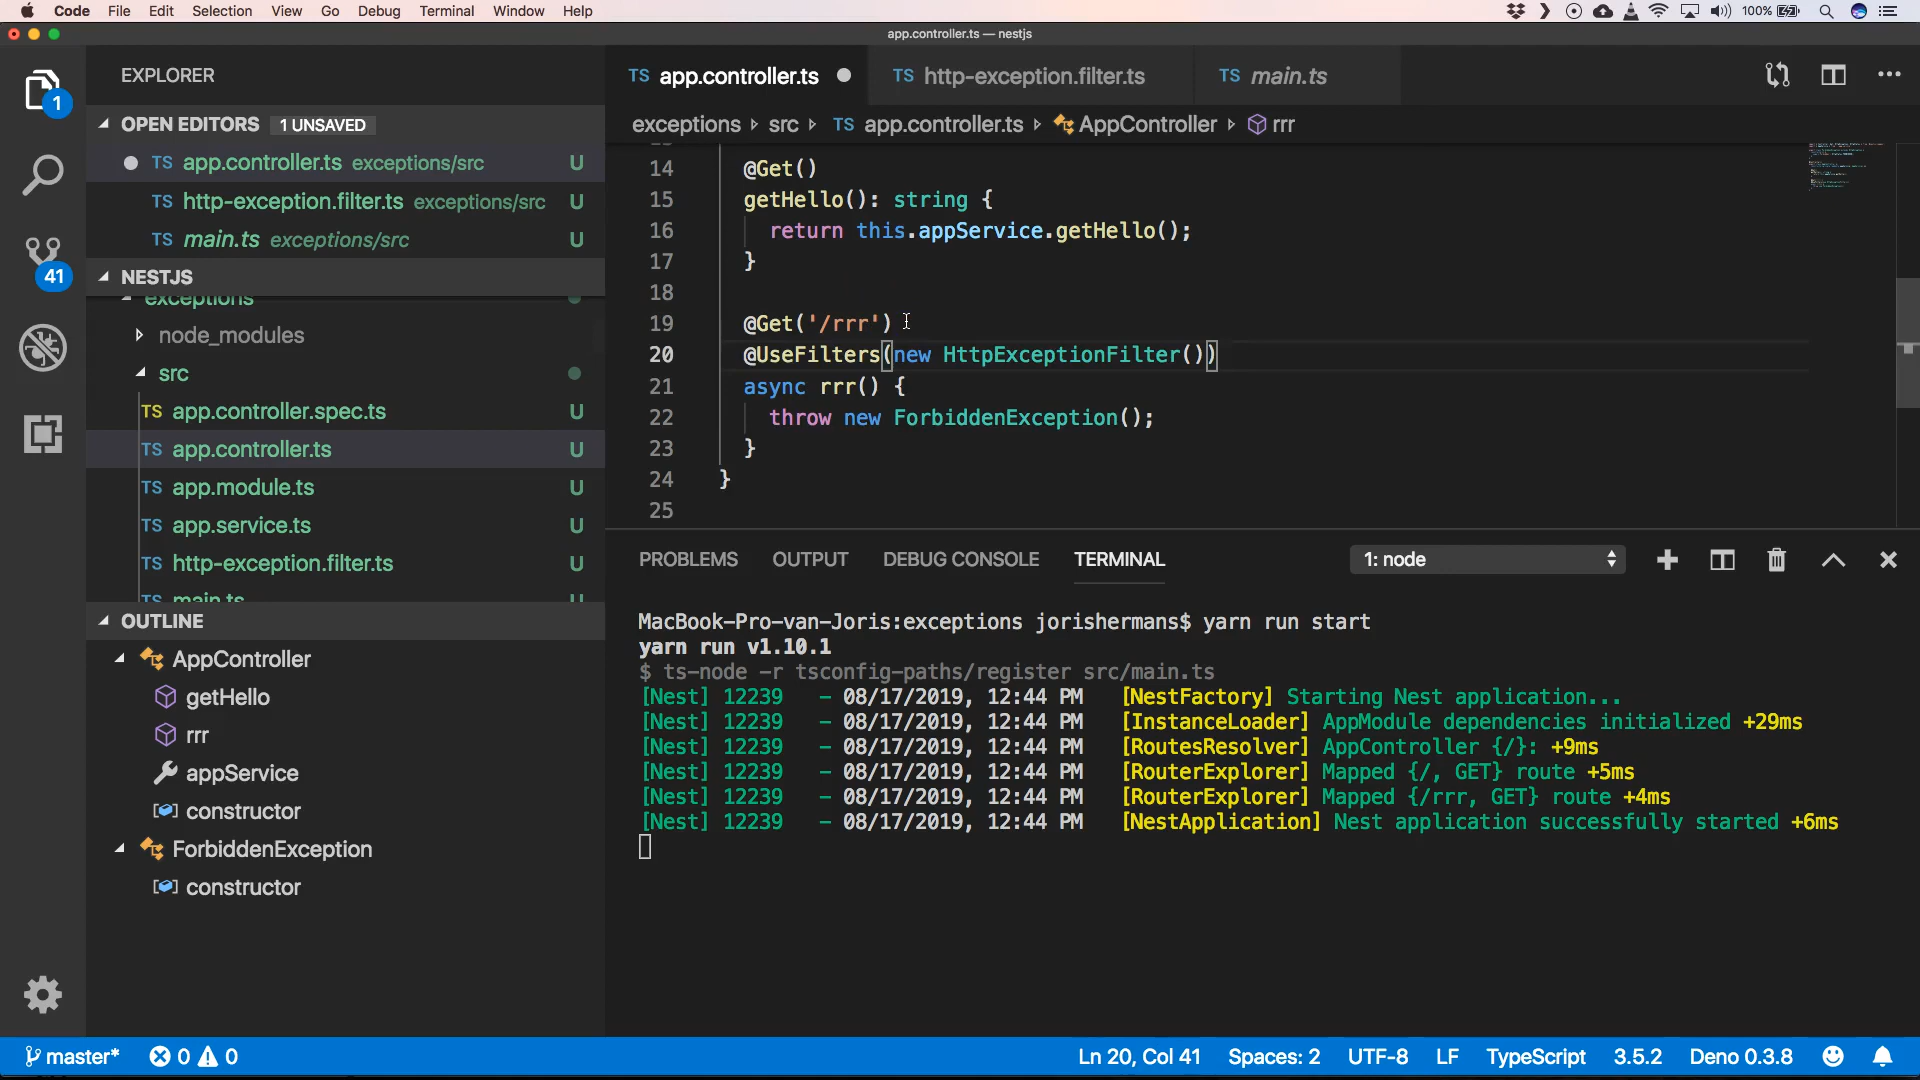 Code File Edit Selection View Go Debug Terminal Window Help 100%
app.controller.ts — nestjs
EXPLORER
OPEN EDITORS 1 UNSAVED
TS app.controller.ts exceptions/src U
TS http-exception.filter.ts exceptions/src U
TS main.ts exceptions/src U
NESTJS
exceptions
node_modules
src
TS app.controller.spec.ts U
TS app.controller.ts U
TS app.module.ts U
TS app.service.ts U
TS http-exception.filter.ts U
TS main.ts U
OUTLINE
AppController
getHello
rrr
appService
constructor
ForbiddenException
constructor
1
41
TS app.controller.ts TS http-exception.filter.ts TS main.ts
exceptions src TS app.controller.ts AppController rrr
14 @Get()
15 getHello(): string {
16 return this.appService.getHello();
17 }
18
19 @Get('/rrr')
20 @UseFilters(new HttpExceptionFilter())
21 async rrr() {
22 throw new ForbiddenException();
23 }
24 }
25
PROBLEMS OUTPUT DEBUG CONSOLE TERMINAL 1: node
MacBook-Pro-van-Joris:exceptions jorishermans$ yarn run start
yarn run v1.10.1
$ ts-node -r tsconfig-paths/register src/main.ts
[Nest] 12239 - 08/17/2019, 12:44 PM [NestFactory] Starting Nest application...
[Nest] 12239 - 08/17/2019, 12:44 PM [InstanceLoader] AppModule dependencies initialized +29ms
[Nest] 12239 - 08/17/2019, 12:44 PM [RoutesResolver] AppController {/}: +9ms
[Nest] 12239 - 08/17/2019, 12:44 PM [RouterExplorer] Mapped {/, GET} route +5ms
[Nest] 12239 - 08/17/2019, 12:44 PM [RouterExplorer] Mapped {/rrr, GET} route +4ms
[Nest] 12239 - 08/17/2019, 12:44 PM [NestApplication] Nest application successfully started +6ms
master* 0 0 Ln 20, Col 41 Spaces: 2 UTF-8 LF TypeScript 3.5.2 Deno 0.3.8